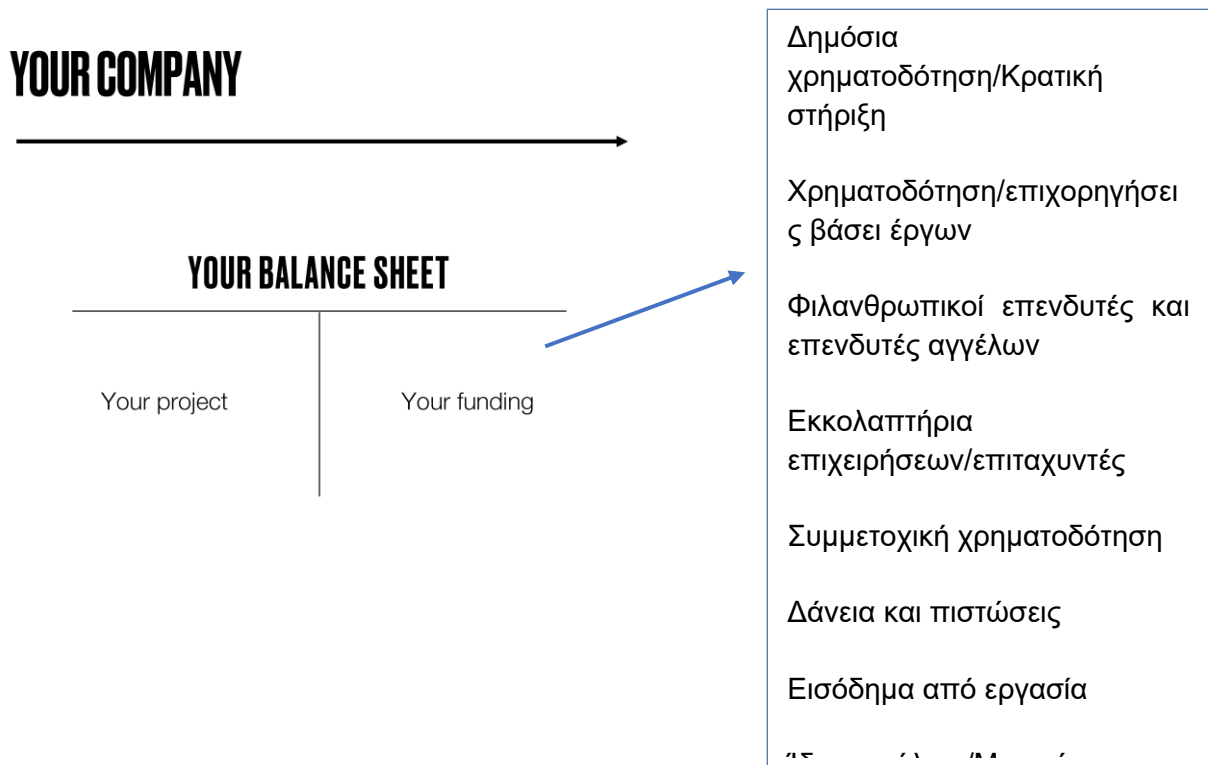 YOUR COMPANY
YOUR BALANCE SHEET
Your project
Your funding
Δημόσια
χρηματοδότηση/Κρατική
στήριξη
Χρηματοδότηση/επιχορηγήσει
ς βάσει έργων
Φιλανθρωπικοί επενδυτές και
επενδυτές αγγέλων
Εκκολαπτήρια
επιχειρήσεων/επιταχυντές
Συμμετοχική χρηματοδότηση
Δάνεια και πιστώσεις
Εισόδημα από εργασία